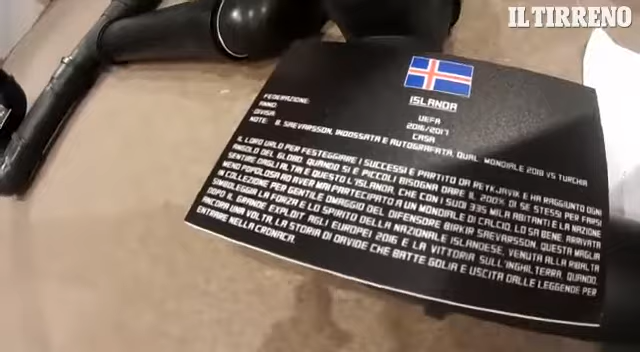 IL TIRRENO
ISLANDA
FEDERAZIONE: UEFA
ANNO: 2016/2017
DIVISA: CASA
NOTE: B. SAEVARSSON, INDOSSATA E AUTOGRAFATA, QUAL. MONDIALE 2018 VS TURCHIA
IL LORO URLO PER FESTEGGIARE I SUCCESSI È PARTITO DA REYKJAVIK E HA RAGGIUNTO OGNI
ANGOLO DEL GLOBO. QUANDO SI È PICCOLI BISOGNA DARE IL 200% DI SE STESSI PER FARSI
SENTIRE DAGLI ALTRI E QUESTO L'ISLANDA, CHE CON I SUOI 335 MILA ABITANTI È LA NAZIONE
MENO POPOLOSA AD AVER MAI PARTECIPATO A UN MONDIALE DI CALCIO, LO SA BENE. ARRIVATA
IN COLLEZIONE PER GENTILE OMAGGIO DEL DIFENSORE BIRKIR SAEVARSSON, QUESTA MAGLIA
SIMBOLEGGIA LA FORZA E LO SPIRITO DELLA NAZIONALE ISLANDESE, VENUTA ALLA RIBALTA
DOPO IL GRANDE EXPLOIT AGLI EUROPEI 2016 E LA VITTORIA SULL'INGHILTERRA, QUANDO,
ANCORA UNA VOLTA, LA STORIA DI DAVIDE CHE BATTE GOLIA È USCITA DALLE LEGGENDE PER
ENTRARE NELLA CRONACA.